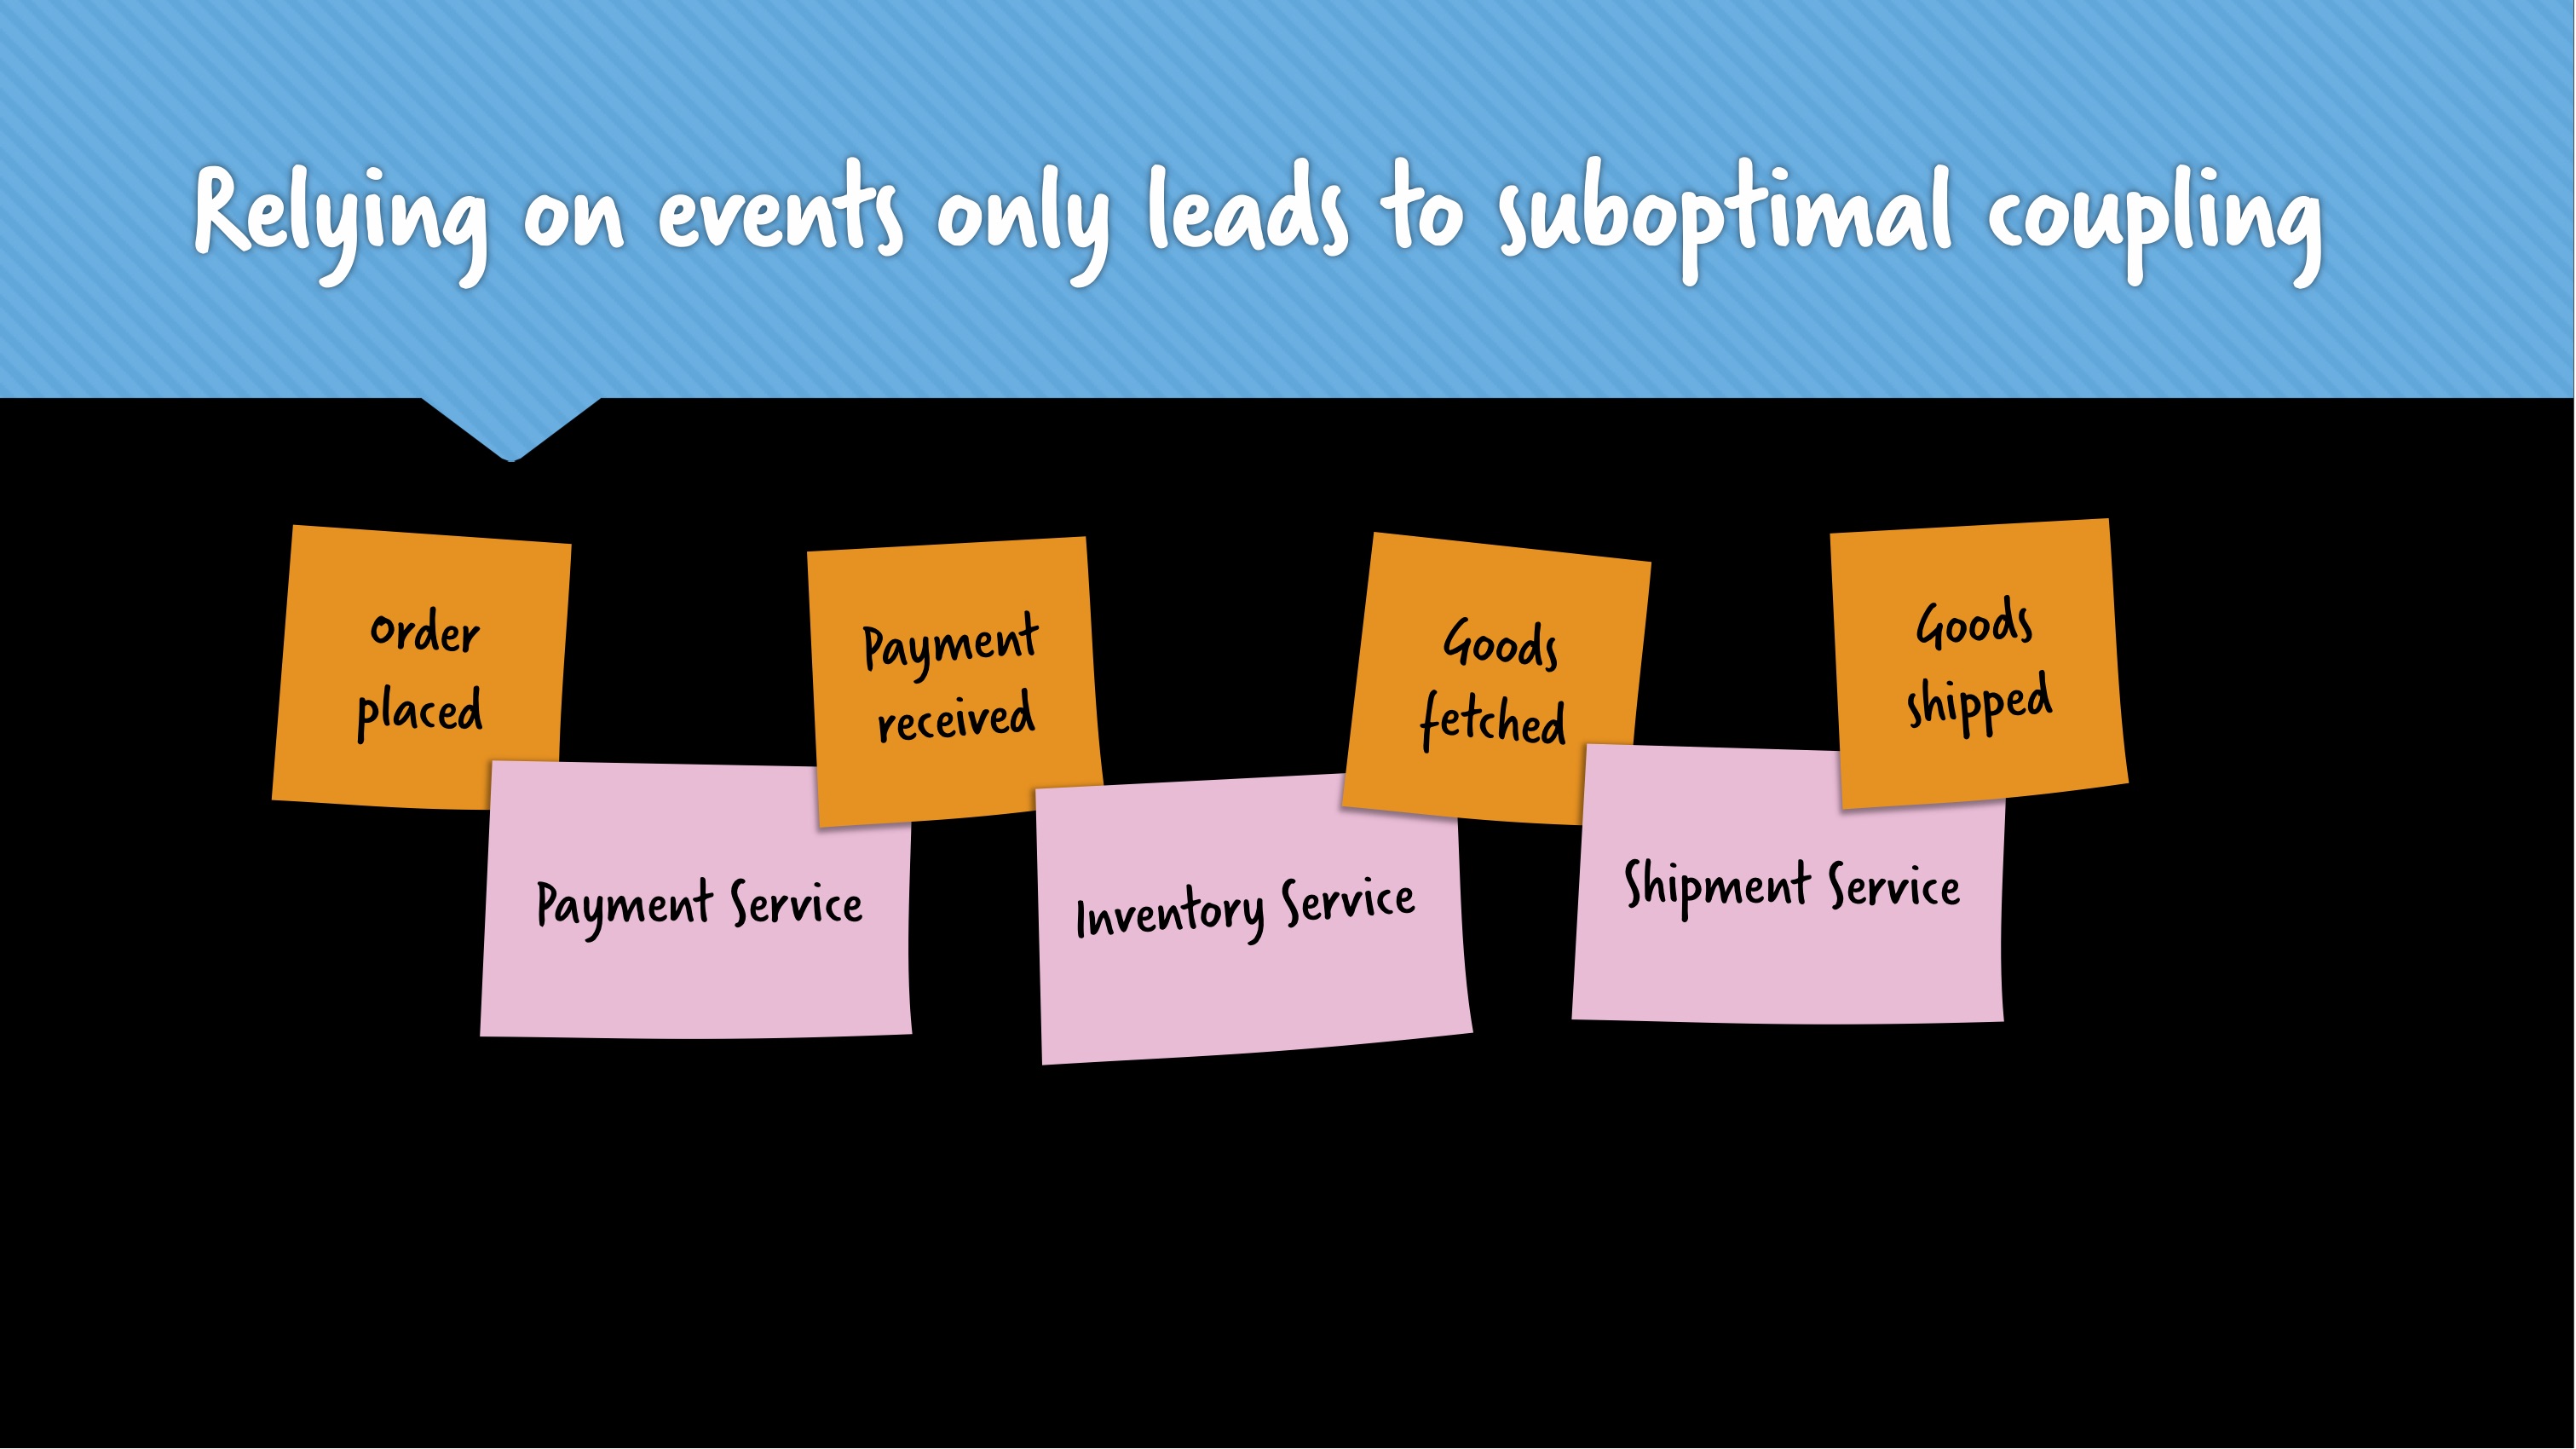 Relying on events only leads to suboptimal coupling
Order
placed
Payment
received
Goods
fetched
Goods
shipped
Payment Service
Inventory Service
Shipment Service